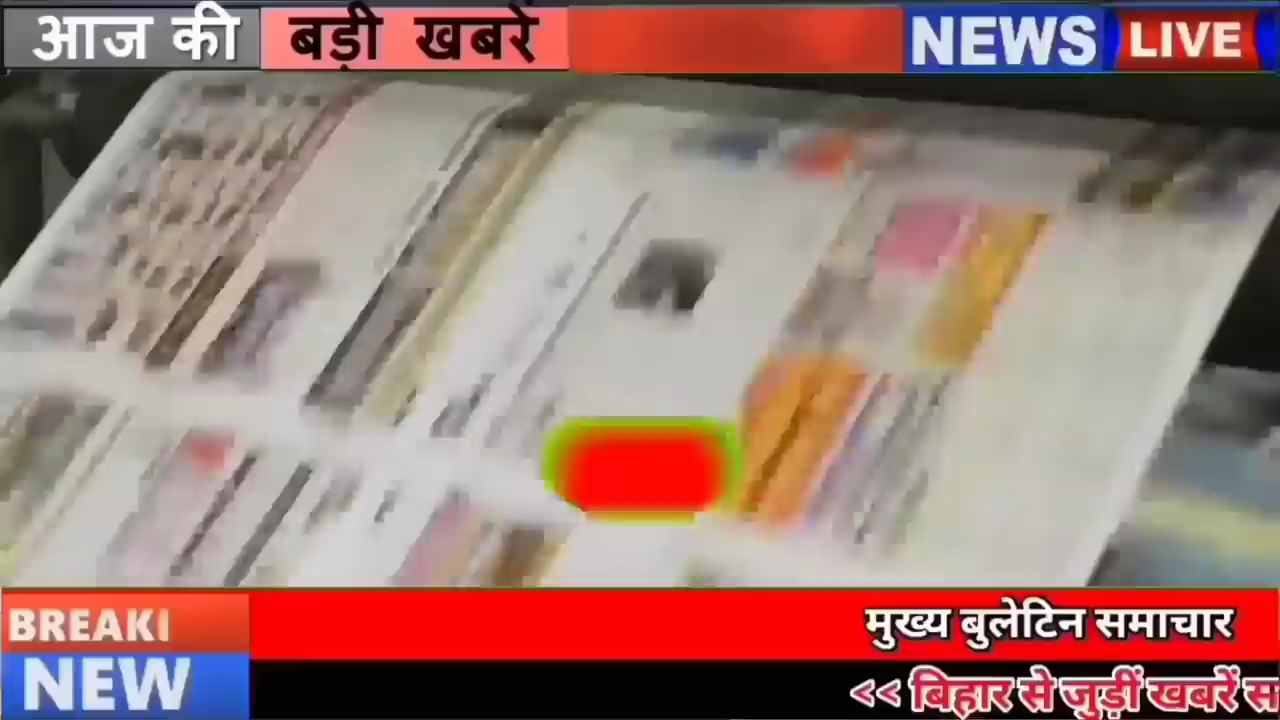 आज की बड़ी खबरें NEWS LIVE
BREAKI
NEW
मुख्य बुलेटिन समाचार
<< बिहार से जुड़ीं खबरें स